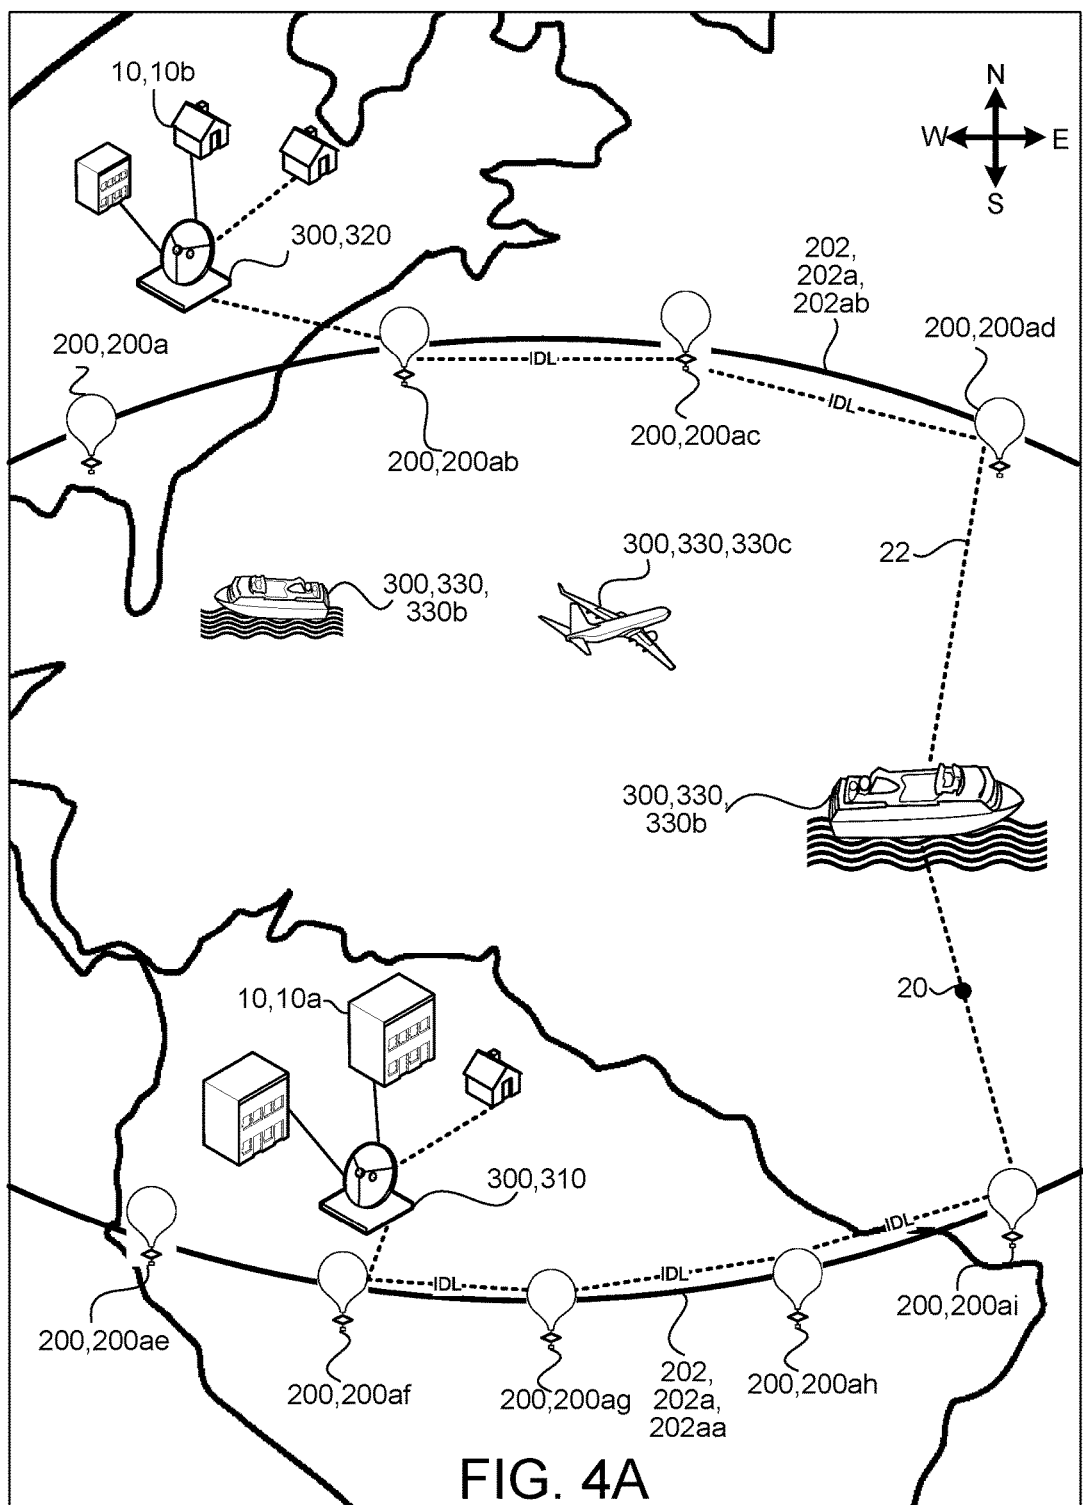 10,10b
N
W E
S
300,320
202,
202a,
202ab
200,200a
200,200ad
IDL
IDL
200,200ab
200,200ac
22
300,330,330c
300,330,
330b
300,330,
330b
20
10,10a
300,310
IDL
IDL
IDL
200,200ae
200,200af
200,200ag
202,
202a,
202aa
200,200ah
200,200ai
FIG. 4A